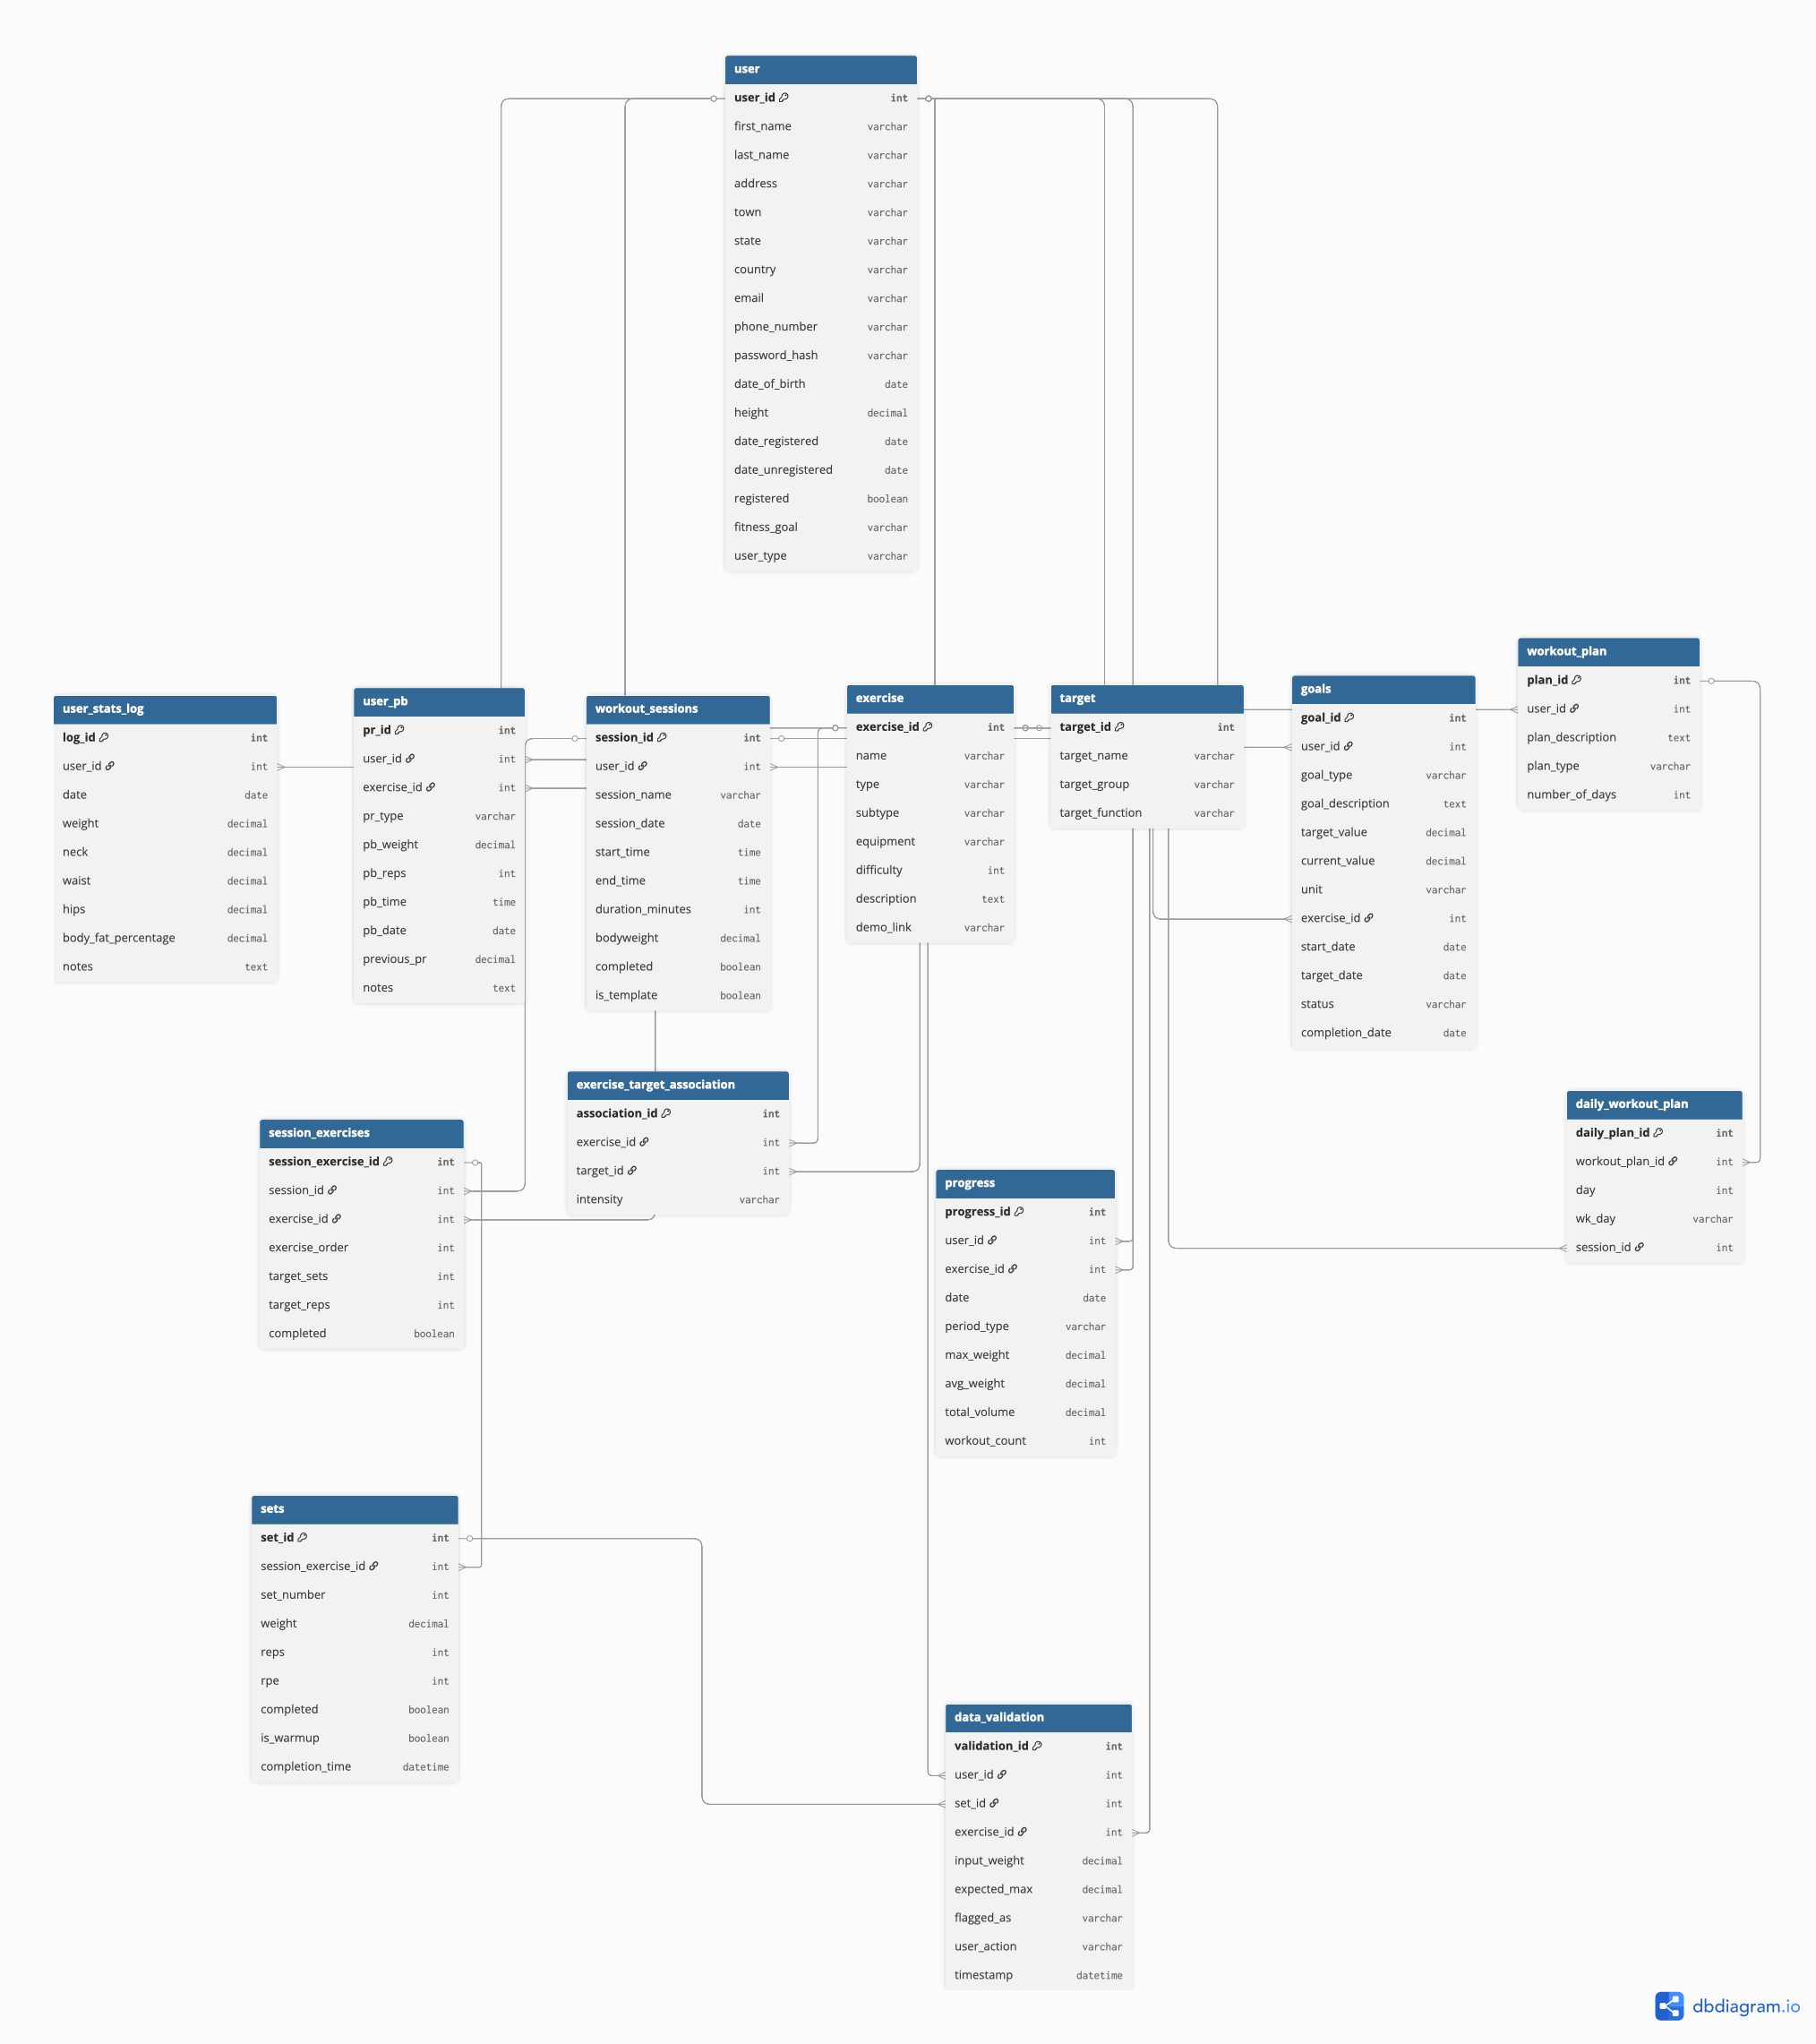 user
user_id int
first_name varchar
last_name varchar
address varchar
town varchar
state varchar
country varchar
email varchar
phone_number varchar
password_hash varchar
date_of_birth date
height decimal
date_registered date
date_unregistered date
registered boolean
fitness_goal varchar
user_type varchar
user_stats_log
log_id int
user_id int
date date
weight decimal
neck decimal
waist decimal
hips decimal
body_fat_percentage decimal
notes text
user_pb
pr_id int
user_id int
exercise_id int
pr_type varchar
pb_weight decimal
pb_reps int
pb_time time
pb_date date
previous_pr decimal
notes text
workout_sessions
session_id int
user_id int
session_name varchar
session_date date
start_time time
end_time time
duration_minutes int
bodyweight decimal
completed boolean
is_template boolean
exercise
exercise_id int
name varchar
type varchar
subtype varchar
equipment varchar
difficulty int
description text
demo_link varchar
target
target_id int
target_name varchar
target_group varchar
target_function varchar
goals
goal_id int
user_id int
goal_type varchar
goal_description text
target_value decimal
current_value decimal
unit varchar
exercise_id int
start_date date
target_date date
status varchar
completion_date date
workout_plan
plan_id int
user_id int
plan_description text
plan_type varchar
number_of_days int
exercise_target_association
association_id int
exercise_id int
target_id int
intensity varchar
session_exercises
session_exercise_id int
session_id int
exercise_id int
exercise_order int
target_sets int
target_reps int
completed boolean
progress
progress_id int
user_id int
exercise_id int
date date
period_type varchar
max_weight decimal
avg_weight decimal
total_volume decimal
workout_count int
daily_workout_plan
daily_plan_id int
workout_plan_id int
day int
wk_day varchar
session_id int
sets
set_id int
session_exercise_id int
set_number int
weight decimal
reps int
rpe int
completed boolean
is_warmup boolean
completion_time datetime
data_validation
validation_id int
user_id int
set_id int
exercise_id int
input_weight decimal
expected_max decimal
flagged_as varchar
user_action varchar
timestamp datetime
dbdiagram.io